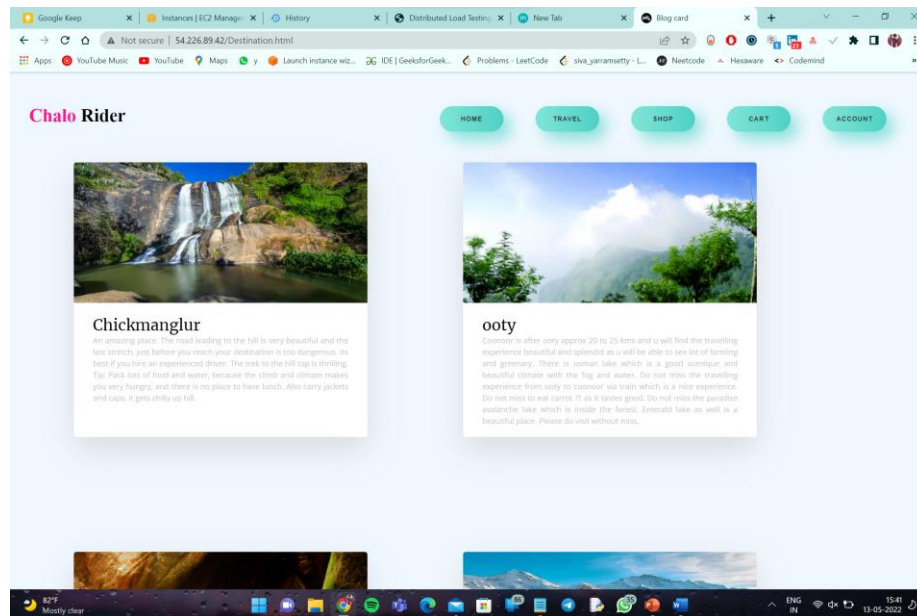 Google Keep
Instances | EC2 Manage
History
Distributed Load Testing
New Tab
Blog card
Not secure | 54.226.89.42/Destination.html
Apps YouTube Music YouTube Maps y Launch instance wiz... IDE | GeeksforGeek... Problems - LeetCode siva_yarramsetty - L... Neetcode Hexaware Codemind
Chalo Rider
HOME TRAVEL SHOP CART ACCOUNT
Chickmanglur
An amazing place. The road leading to the hill is very beautiful and the
last stretch, just before you reach your destination is too dangerous. Its
best if you hire an experienced driver. The trek to the hill top is thrilling.
Tip: Pack lots of food and water, because the climb and climate makes
you very hungry, and there is no place to have lunch. Also carry jackets
and caps, it gets chilly up hill.
ooty
Coonoor is after ooty approx 20 to 25 kms and u will find the travelling
experience beautiful and splendid as u will be able to see lot of farming
and greenary. There is usman lake which is a good scenique and
beautiful climate with the fog and water. Do not miss the travelling
experience from ooty to coonoor via train which is a nice experience.
Do not miss to eat carrot ?? as it tastes good. Do not miss the paradise
avalanche lake which is inside the forest. Emerald lake as well is a
beautiful place. Please do visit without miss.
82°F
Mostly clear
ENG
IN
15:41
13-05-2022